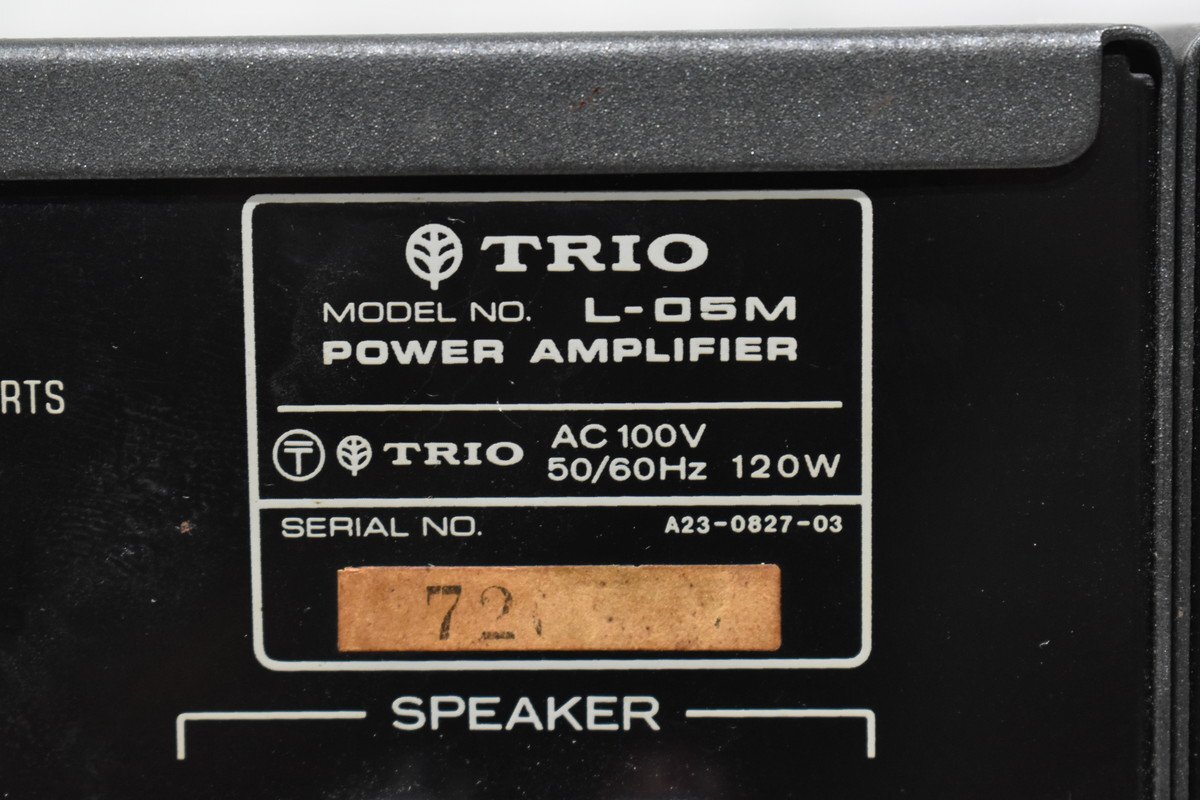 TRIO
MODEL NO. L-05M
POWER AMPLIFIER
RTS
〒 TRIO AC 100V
50/60Hz 120W
SERIAL NO. A23-0827-03
72
SPEAKER